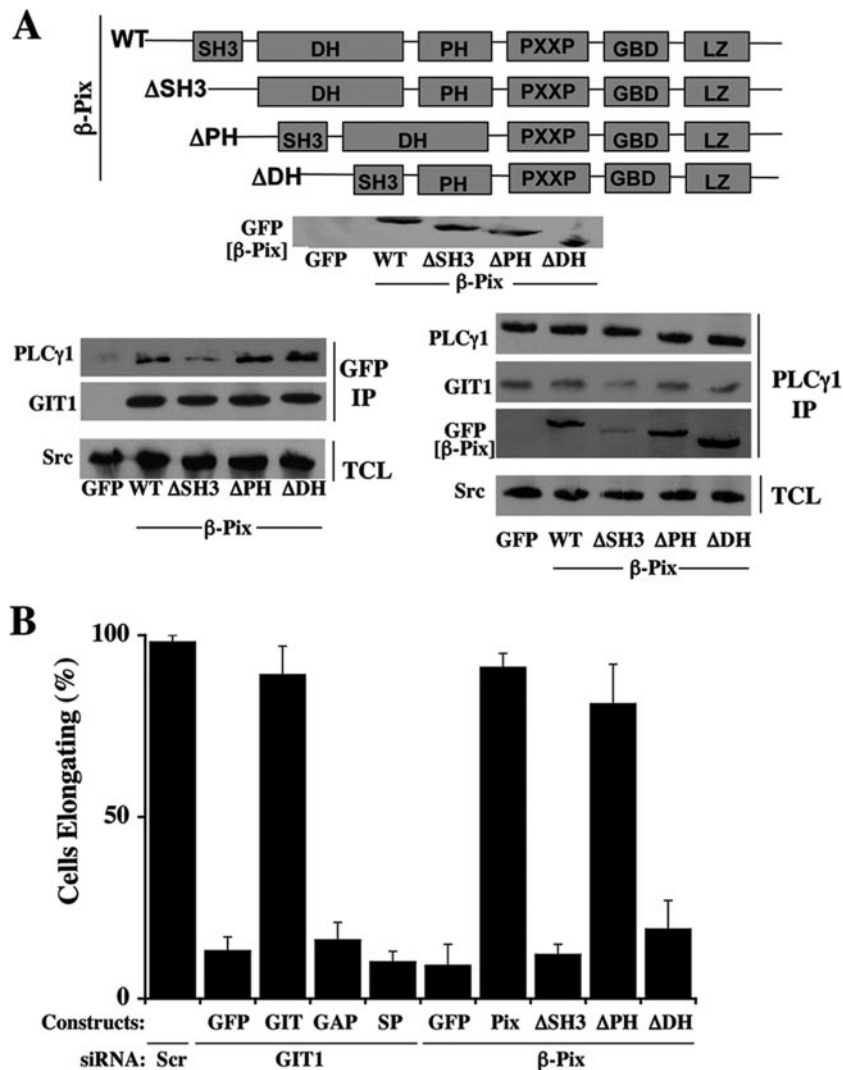 A
WT SH3 DH PH PXXP GBD LZ
ΔSH3 DH PH PXXP GBD LZ
ΔPH SH3 DH PXXP GBD LZ
ΔDH SH3 PH PXXP GBD LZ
β-Pix
GFP
[β-Pix]
GFP WT ΔSH3 ΔPH ΔDH
β-Pix
PLCγ1
GIT1
GFP
IP
Src
TCL
GFP WT ΔSH3 ΔPH ΔDH
β-Pix
PLCγ1
GIT1
GFP
[β-Pix]
PLCγ1
IP
Src
TCL
GFP WT ΔSH3 ΔPH ΔDH
β-Pix
B
Cells Elongating (%)
100
50
0
Constructs: GFP GIT GAP SP GFP Pix ΔSH3 ΔPH ΔDH
siRNA: Scr GIT1 β-Pix